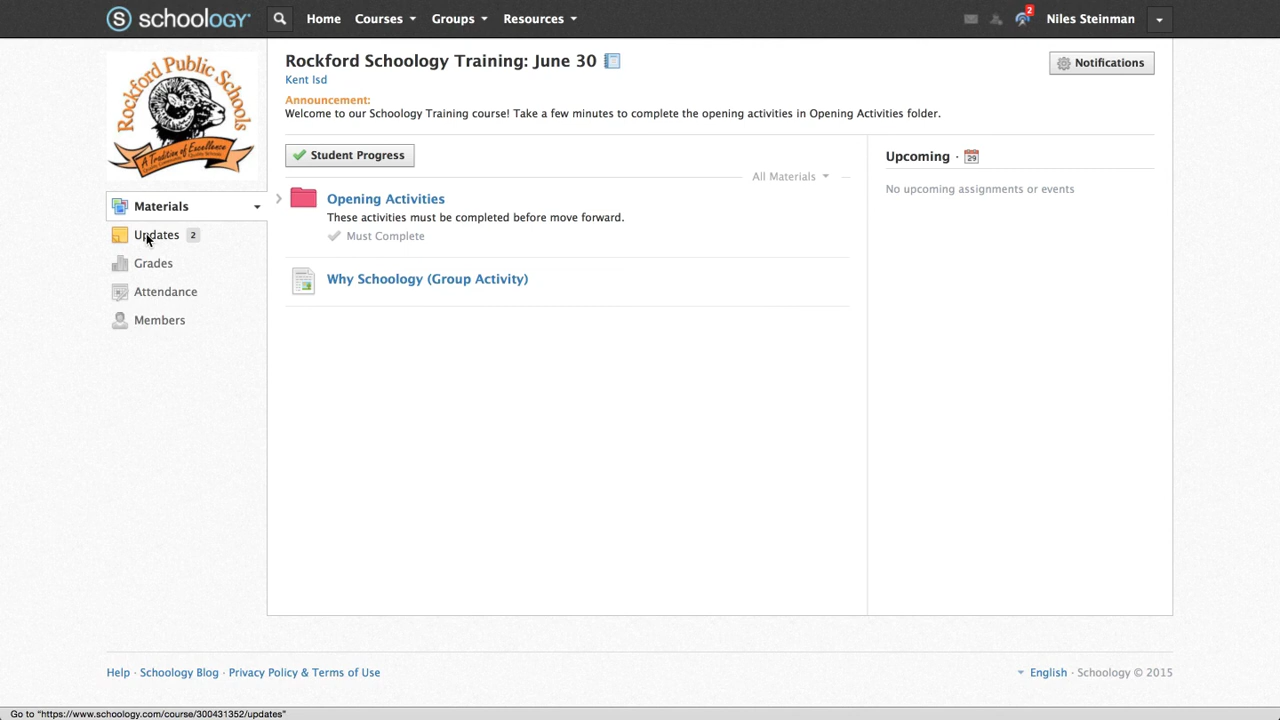 schoology®
Home
Courses
Groups
Resources
2
Niles Steinman
Rockford Public Schools
A Tradition of Excellence
Rockford Schoology Training: June 30
Notifications
Kent Isd
Announcement:
Welcome to our Schoology Training course! Take a few minutes to complete the opening activities in Opening Activities folder.
Student Progress
Upcoming ·
29
No upcoming assignments or events
All Materials
Materials
Updates 2
Grades
Attendance
Members
Opening Activities
These activities must be completed before move forward.
Must Complete
Why Schoology (Group Activity)
Help · Schoology Blog · Privacy Policy & Terms of Use
English · Schoology © 2015
Go to "https://www.schoology.com/course/300431352/updates"